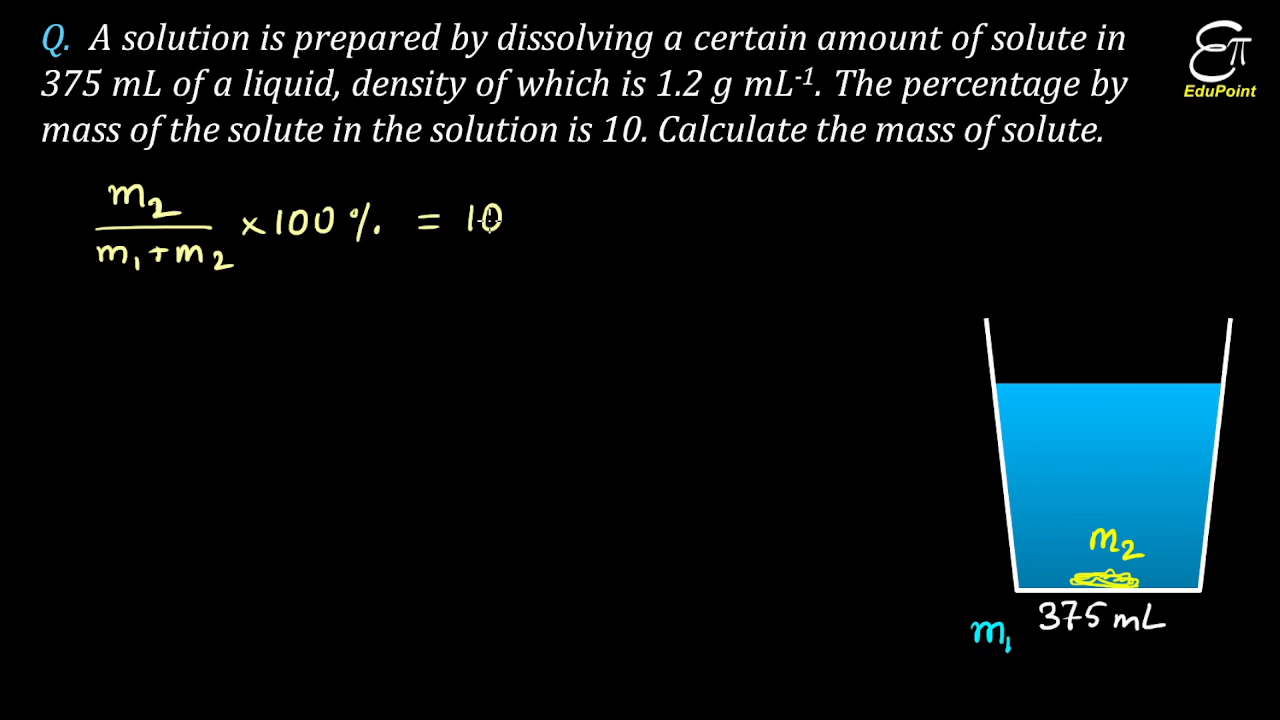 Q. A solution is prepared by dissolving a certain amount of solute in
375 mL of a liquid, density of which is 1.2 g mL⁻¹. The percentage by
mass of the solute in the solution is 10. Calculate the mass of solute.
επ
EduPoint
m₂
m₁ + m₂
× 100 % = 10
m₂
375 mL
m₁